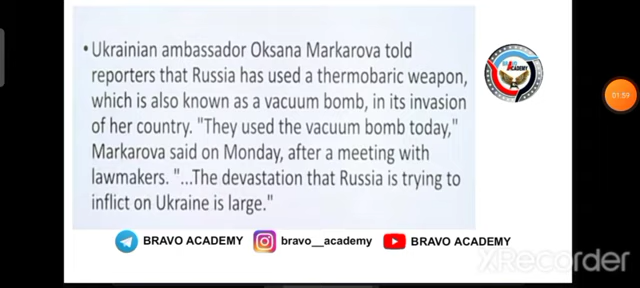 • Ukrainian ambassador Oksana Markarova told
reporters that Russia has used a thermobaric weapon,
which is also known as a vacuum bomb, in its invasion
of her country. "They used the vacuum bomb today,"
Markarova said on Monday, after a meeting with
lawmakers. "...The devastation that Russia is trying to
inflict on Ukraine is large."
BRAVO
ACADEMY
01:59
BRAVO ACADEMY bravo__academy BRAVO ACADEMY
XRecorder